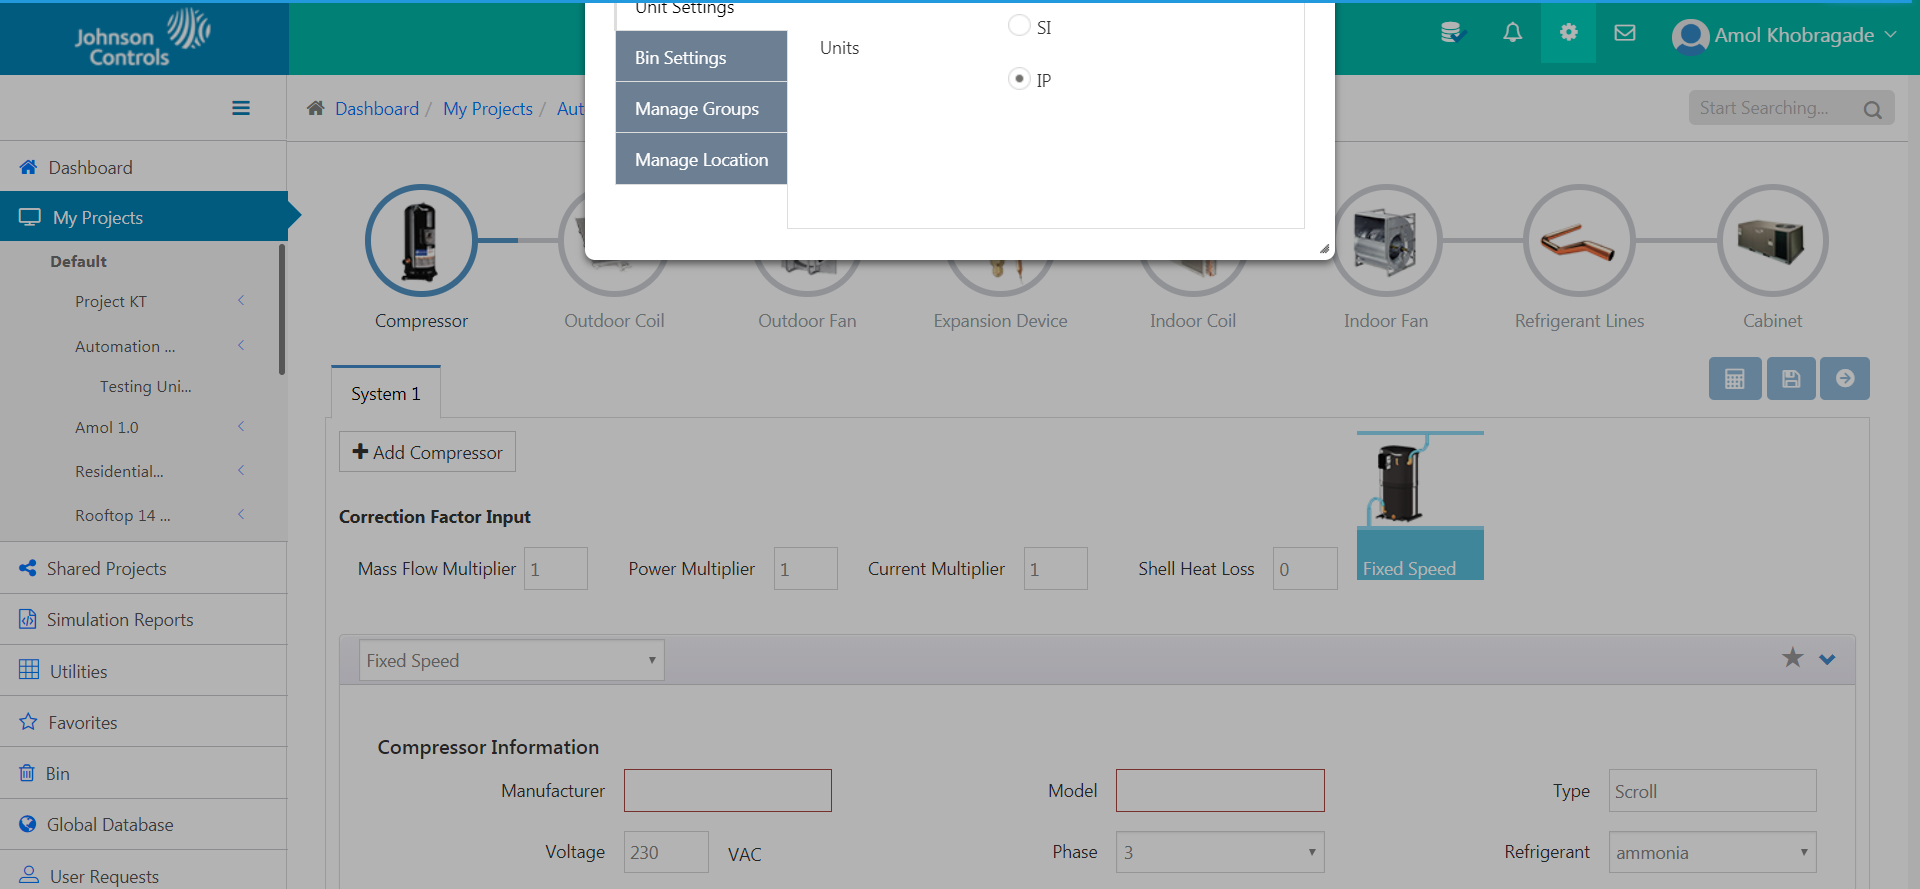 Johnson
Controls
Unit Settings
Bin Settings
Manage Groups
Manage Location
Units
SI
IP
Amol Khobragade
Dashboard / My Projects / Aut
Start Searching...
Dashboard
My Projects
Default
Project KT
Automation ...
Testing Uni...
Amol 1.0
Residential...
Rooftop 14 ...
Shared Projects
Simulation Reports
Utilities
Favorites
Bin
Global Database
User Requests
Compressor
Outdoor Coil
Outdoor Fan
Expansion Device
Indoor Coil
Indoor Fan
Refrigerant Lines
Cabinet
System 1
Add Compressor
Correction Factor Input
Mass Flow Multiplier 1 Power Multiplier 1 Current Multiplier 1 Shell Heat Loss 0
Fixed Speed
Fixed Speed
Compressor Information
Manufacturer Model Type Scroll
Voltage 230 VAC Phase 3 Refrigerant ammonia